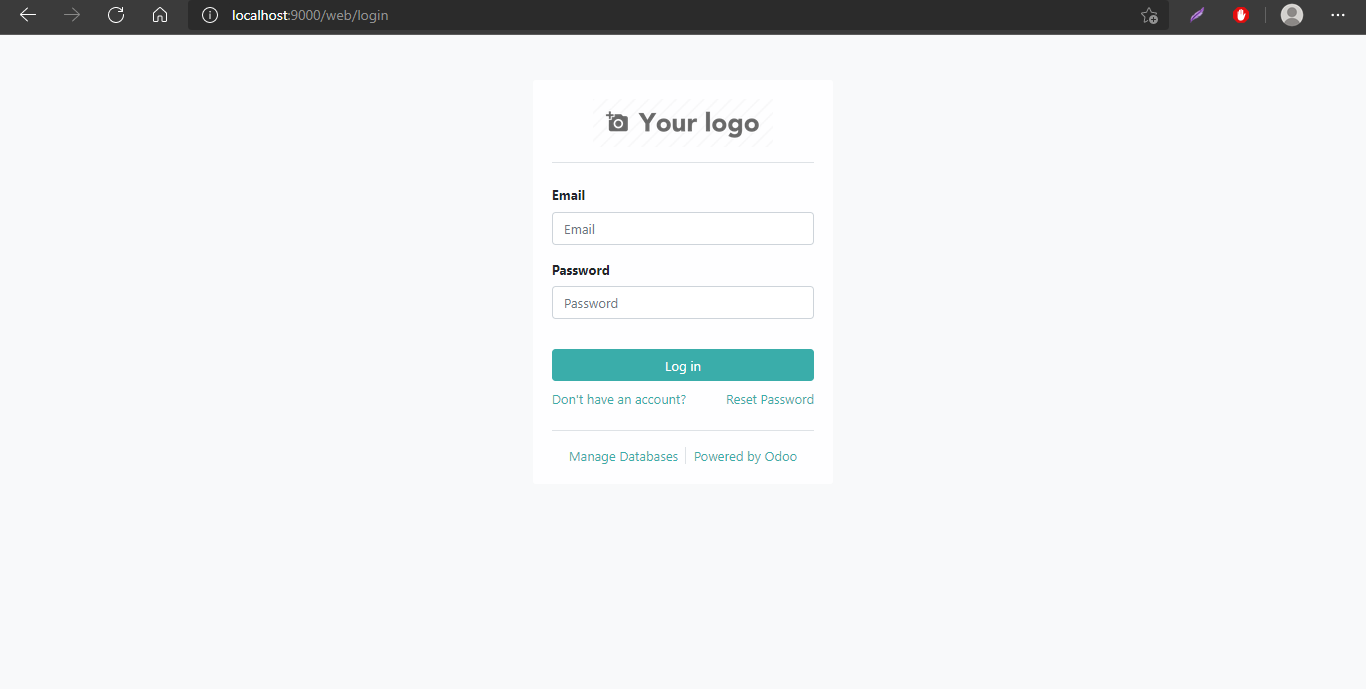 localhost:9000/web/login
Your logo
Email
Email
Password
Password
Log in
Don't have an account? Reset Password
Manage Databases Powered by Odoo